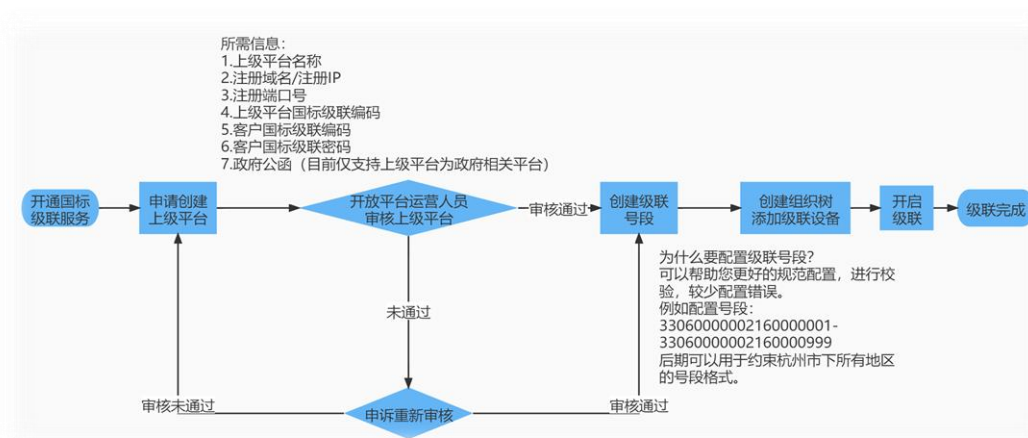 所需信息：
1.上级平台名称
2.注册域名/注册IP
3.注册端口号
4.上级平台国标级联编码
5.客户国标级联编码
6.客户国标级联密码
7.政府公函（目前仅支持上级平台为政府相关平台）
开通国标
级联服务
申请创建
上级平台
开放平台运营人员
审核上级平台
审核通过
创建级联
号段
创建组织树
添加级联设备
开启
级联
级联完成
为什么要配置级联号段?
可以帮助您更好的规范配置，进行校
验，较少配置错误。
例如配置号段：
33060000002160000001-
33060000002160000999
后期可以用于约束杭州市下所有地区
的号段格式。
未通过
审核未通过
申诉重新审核
审核通过